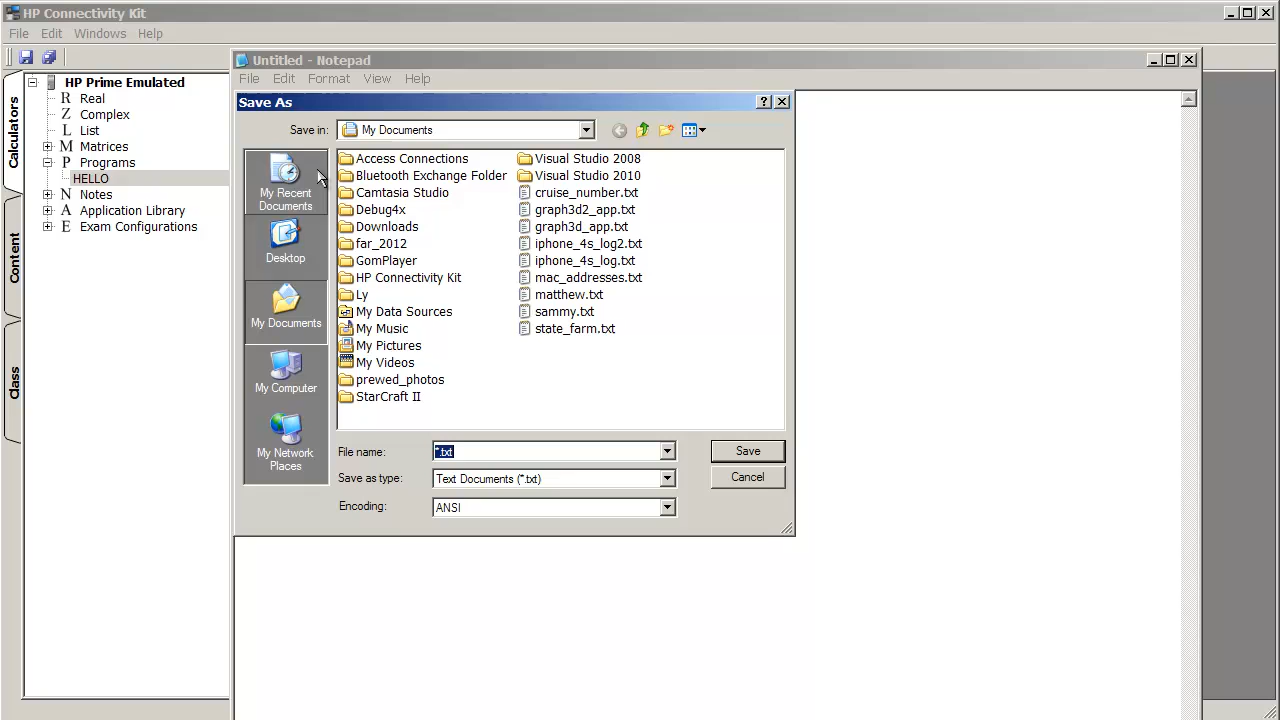 HP Connectivity Kit
File Edit Windows Help
Calculators
Content
Class
HP Prime Emulated
R Real
Z Complex
L List
M Matrices
P Programs
HELLO
N Notes
A Application Library
E Exam Configurations
Untitled - Notepad
File Edit Format View Help
Save As
Save in: My Documents
My Recent
Documents
Desktop
My Documents
My Computer
My Network
Places
Access Connections
Bluetooth Exchange Folder
Camtasia Studio
Debug4x
Downloads
far_2012
GomPlayer
HP Connectivity Kit
Ly
My Data Sources
My Music
My Pictures
My Videos
prewed_photos
StarCraft II
Visual Studio 2008
Visual Studio 2010
cruise_number.txt
graph3d2_app.txt
graph3d_app.txt
iphone_4s_log2.txt
iphone_4s_log.txt
mac_addresses.txt
matthew.txt
sammy.txt
state_farm.txt
File name: *.txt
Save
Save as type: Text Documents (*.txt)
Cancel
Encoding: ANSI